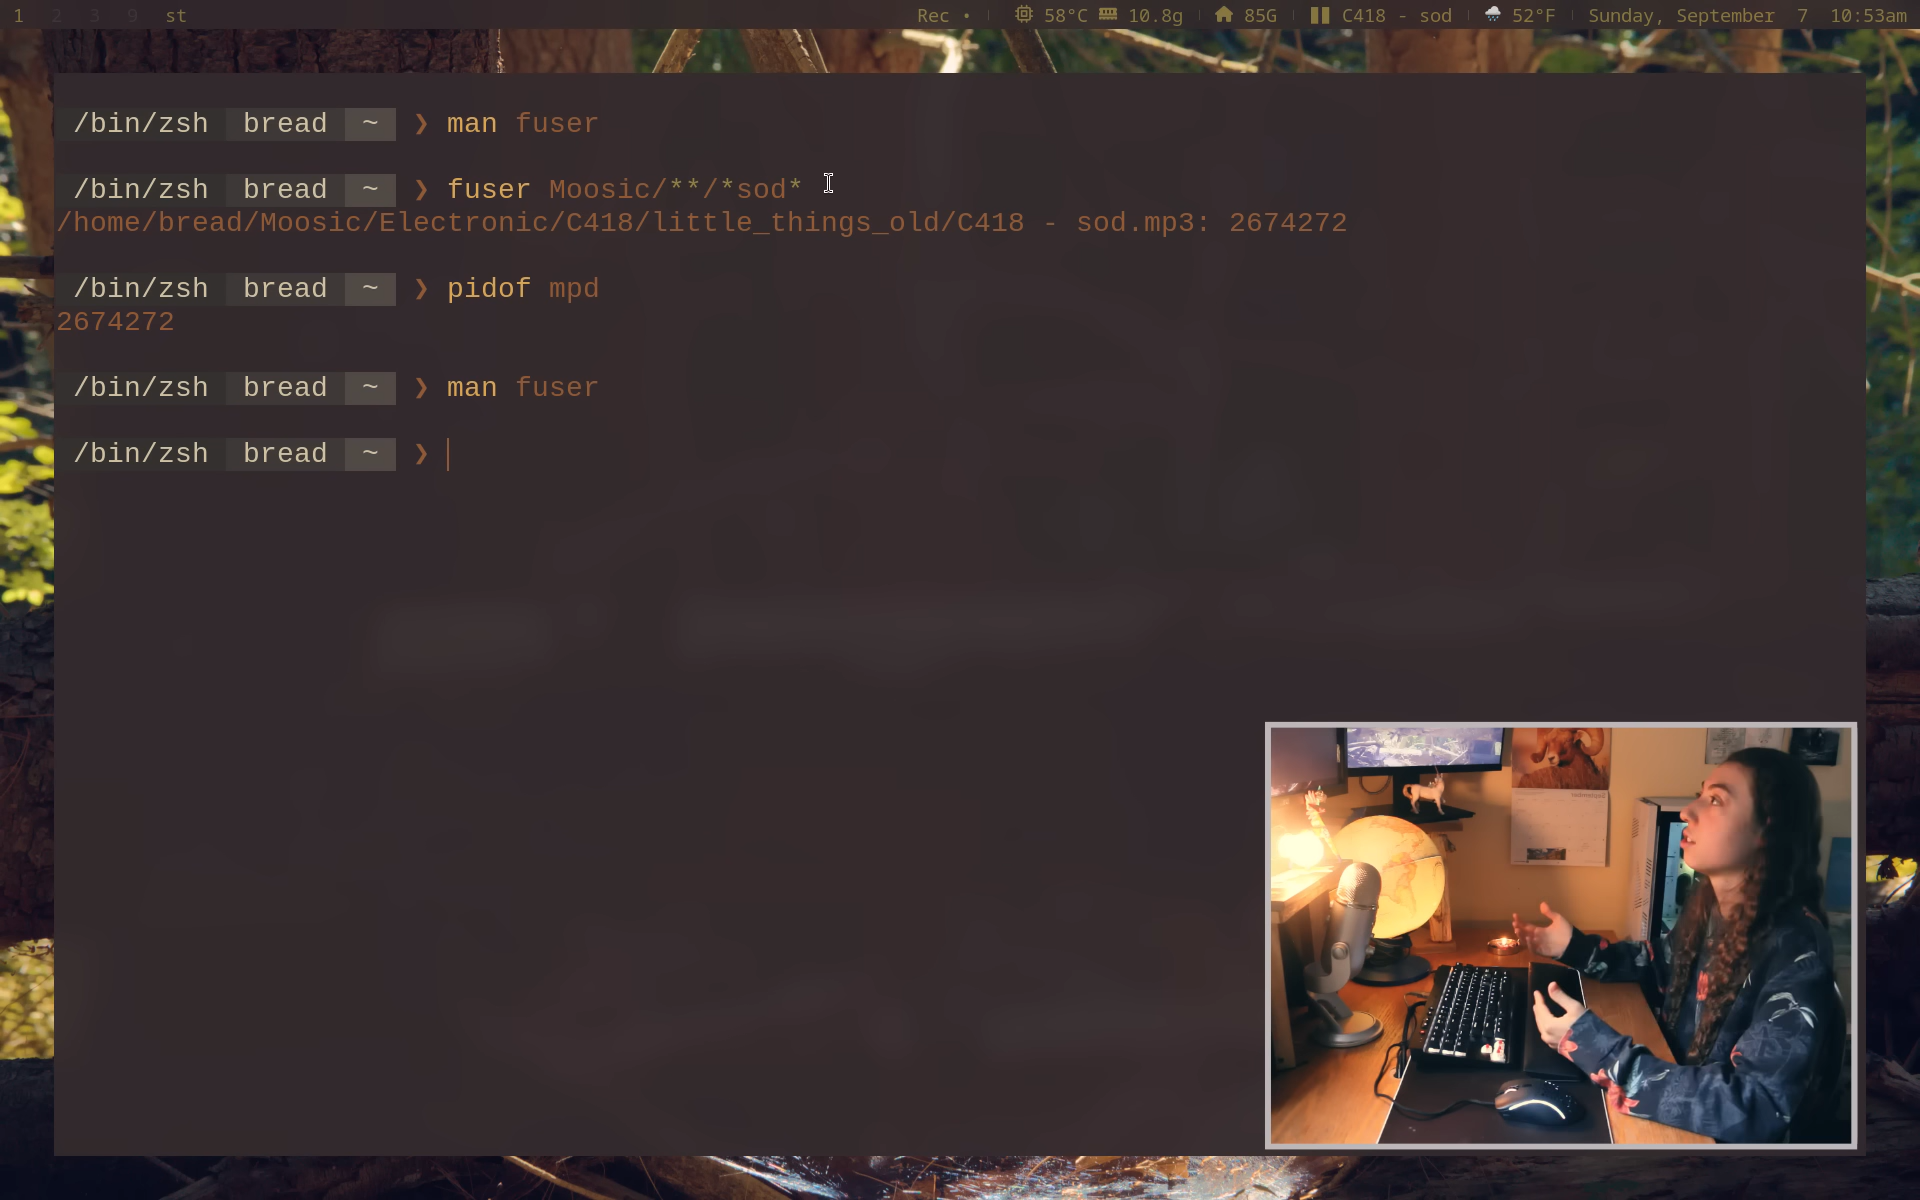 1 2 3 9 st Rec • 58°C 10.8g 85G C418 - sod 52°F Sunday, September 7 10:53am
/bin/zsh bread ~ ❯ man fuser
/bin/zsh bread ~ ❯ fuser Moosic/**/*sod*
/home/bread/Moosic/Electronic/C418/little_things_old/C418 - sod.mp3: 2674272
/bin/zsh bread ~ ❯ pidof mpd
2674272
/bin/zsh bread ~ ❯ man fuser
/bin/zsh bread ~ ❯